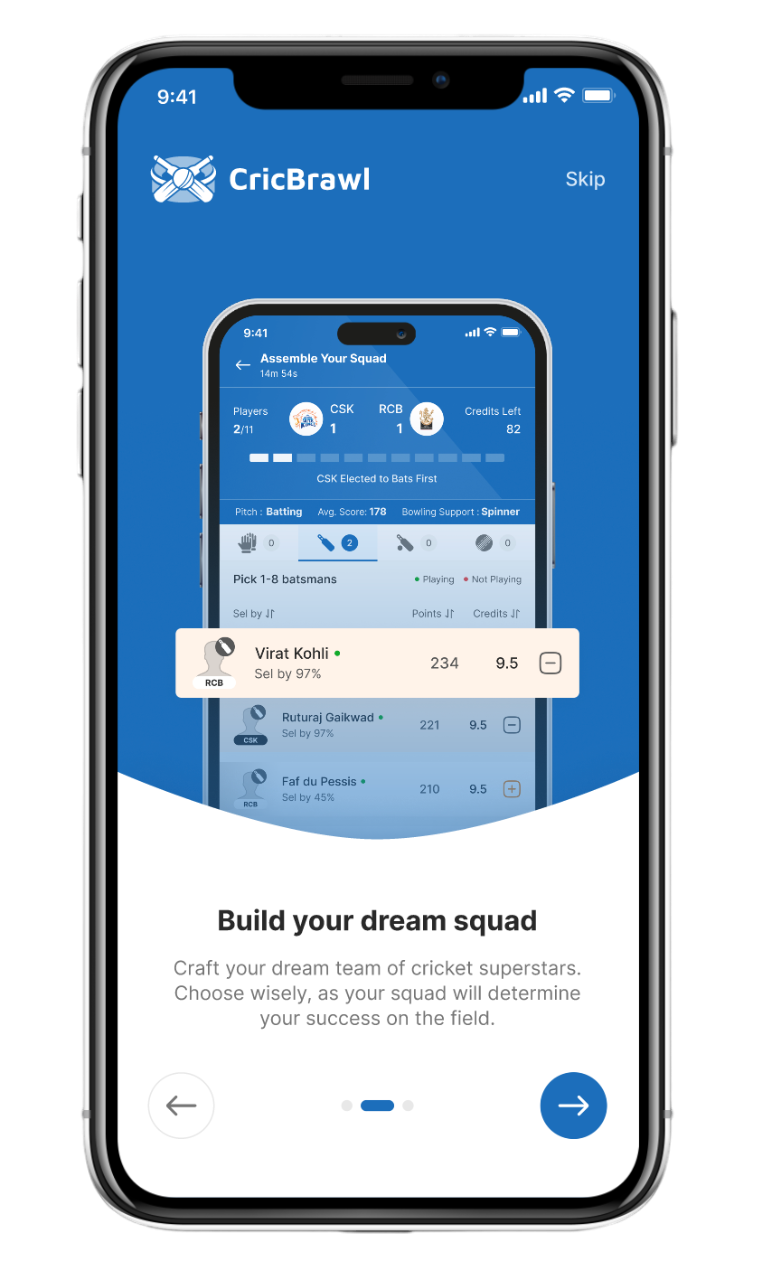 9:41
CricBrawl
Skip
9:41
Assemble Your Squad
14m 54s
Players
2/11
CSK
1
RCB
1
Credits Left
82
CSK Elected to Bats First
Pitch : Batting Avg. Score: 178 Bowling Support : Spinner
0 2 0 0
Pick 1-8 batsmans Playing Not Playing
Sel by Points Credits
Virat Kohli
Sel by 97%
RCB
234 9.5
Ruturaj Gaikwad
Sel by 97%
CSK
221 9.5
Faf du Pessis
Sel by 45%
RCB
210 9.5
Build your dream squad
Craft your dream team of cricket superstars.
Choose wisely, as your squad will determine
your success on the field.